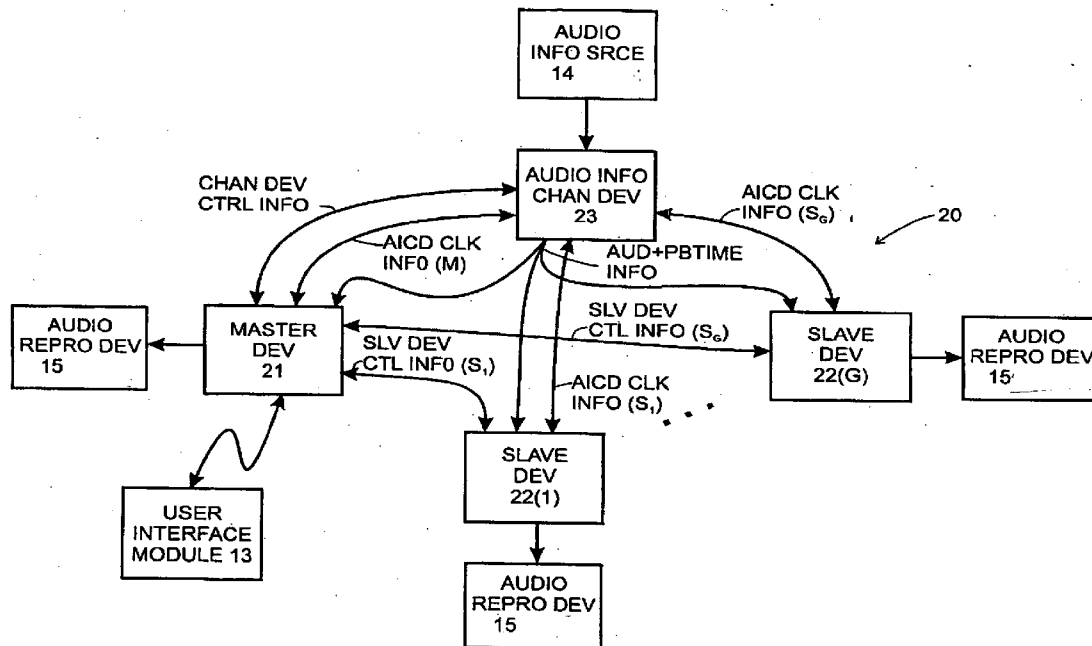 AUDIO
INFO SRCE
14
AUDIO INFO
CHAN DEV
23
CHAN DEV
CTRL INFO
AICD CLK
INF0 (M)
AICD CLK
INFO (S_G)
20
AUD+PBTIME
INFO
AUDIO
REPRO DEV
15
MASTER
DEV
21
SLV DEV
CTL INFO (S_G)
SLV DEV
CTL INF0 (S₁)
SLAVE
DEV
22(G)
AUDIO
REPRO DEV
15
AICD CLK
INFO (S₁)
SLAVE
DEV
22(1)
USER
INTERFACE
MODULE 13
AUDIO
REPRO DEV
15